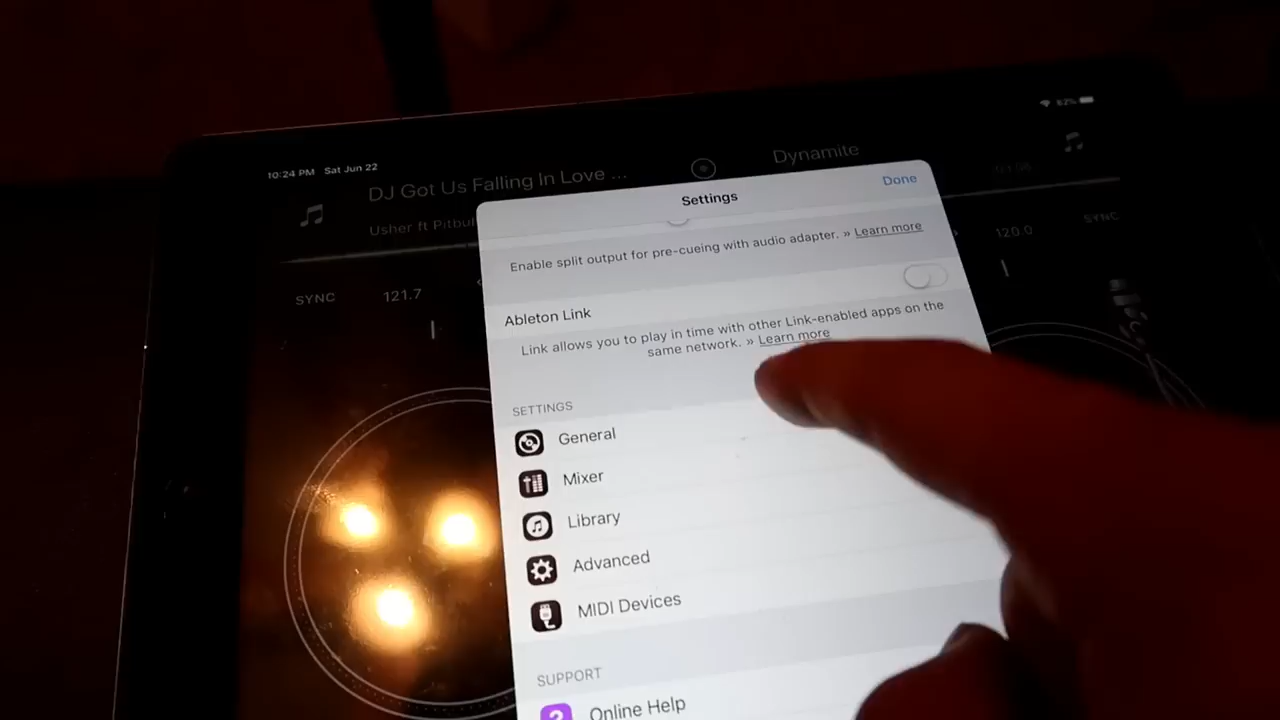 10:24 PM Sat Jun 22
62%
DJ Got Us Falling In Love ...
Dynamite
Usher ft Pitbul
SYNC
121.7
120.0
SYNC
Settings
Done
Enable split output for pre-cueing with audio adapter. » Learn more
Ableton Link
Link allows you to play in time with other Link-enabled apps on the
same network. » Learn more
SETTINGS
General
Mixer
Library
Advanced
MIDI Devices
SUPPORT
Online Help